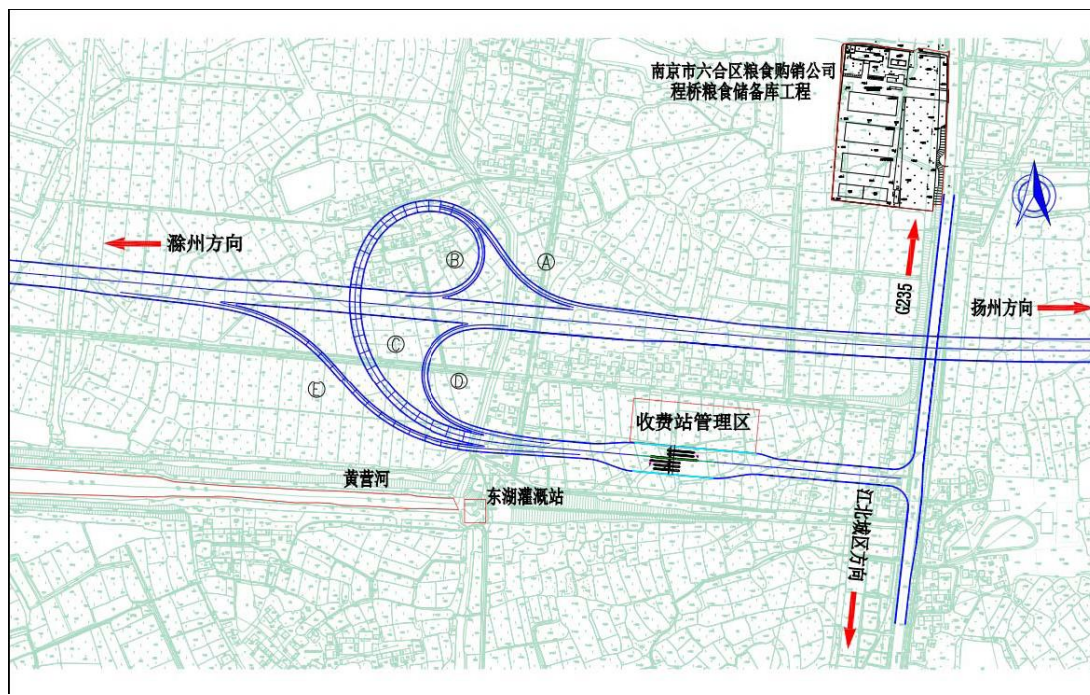 南京市六合区粮食购销公司
程桥粮食储备库工程
滁州方向
B
A
G235
扬州方向
C
E
D
收费站管理区
黄营河
东湖灌溉站
江北城区方向